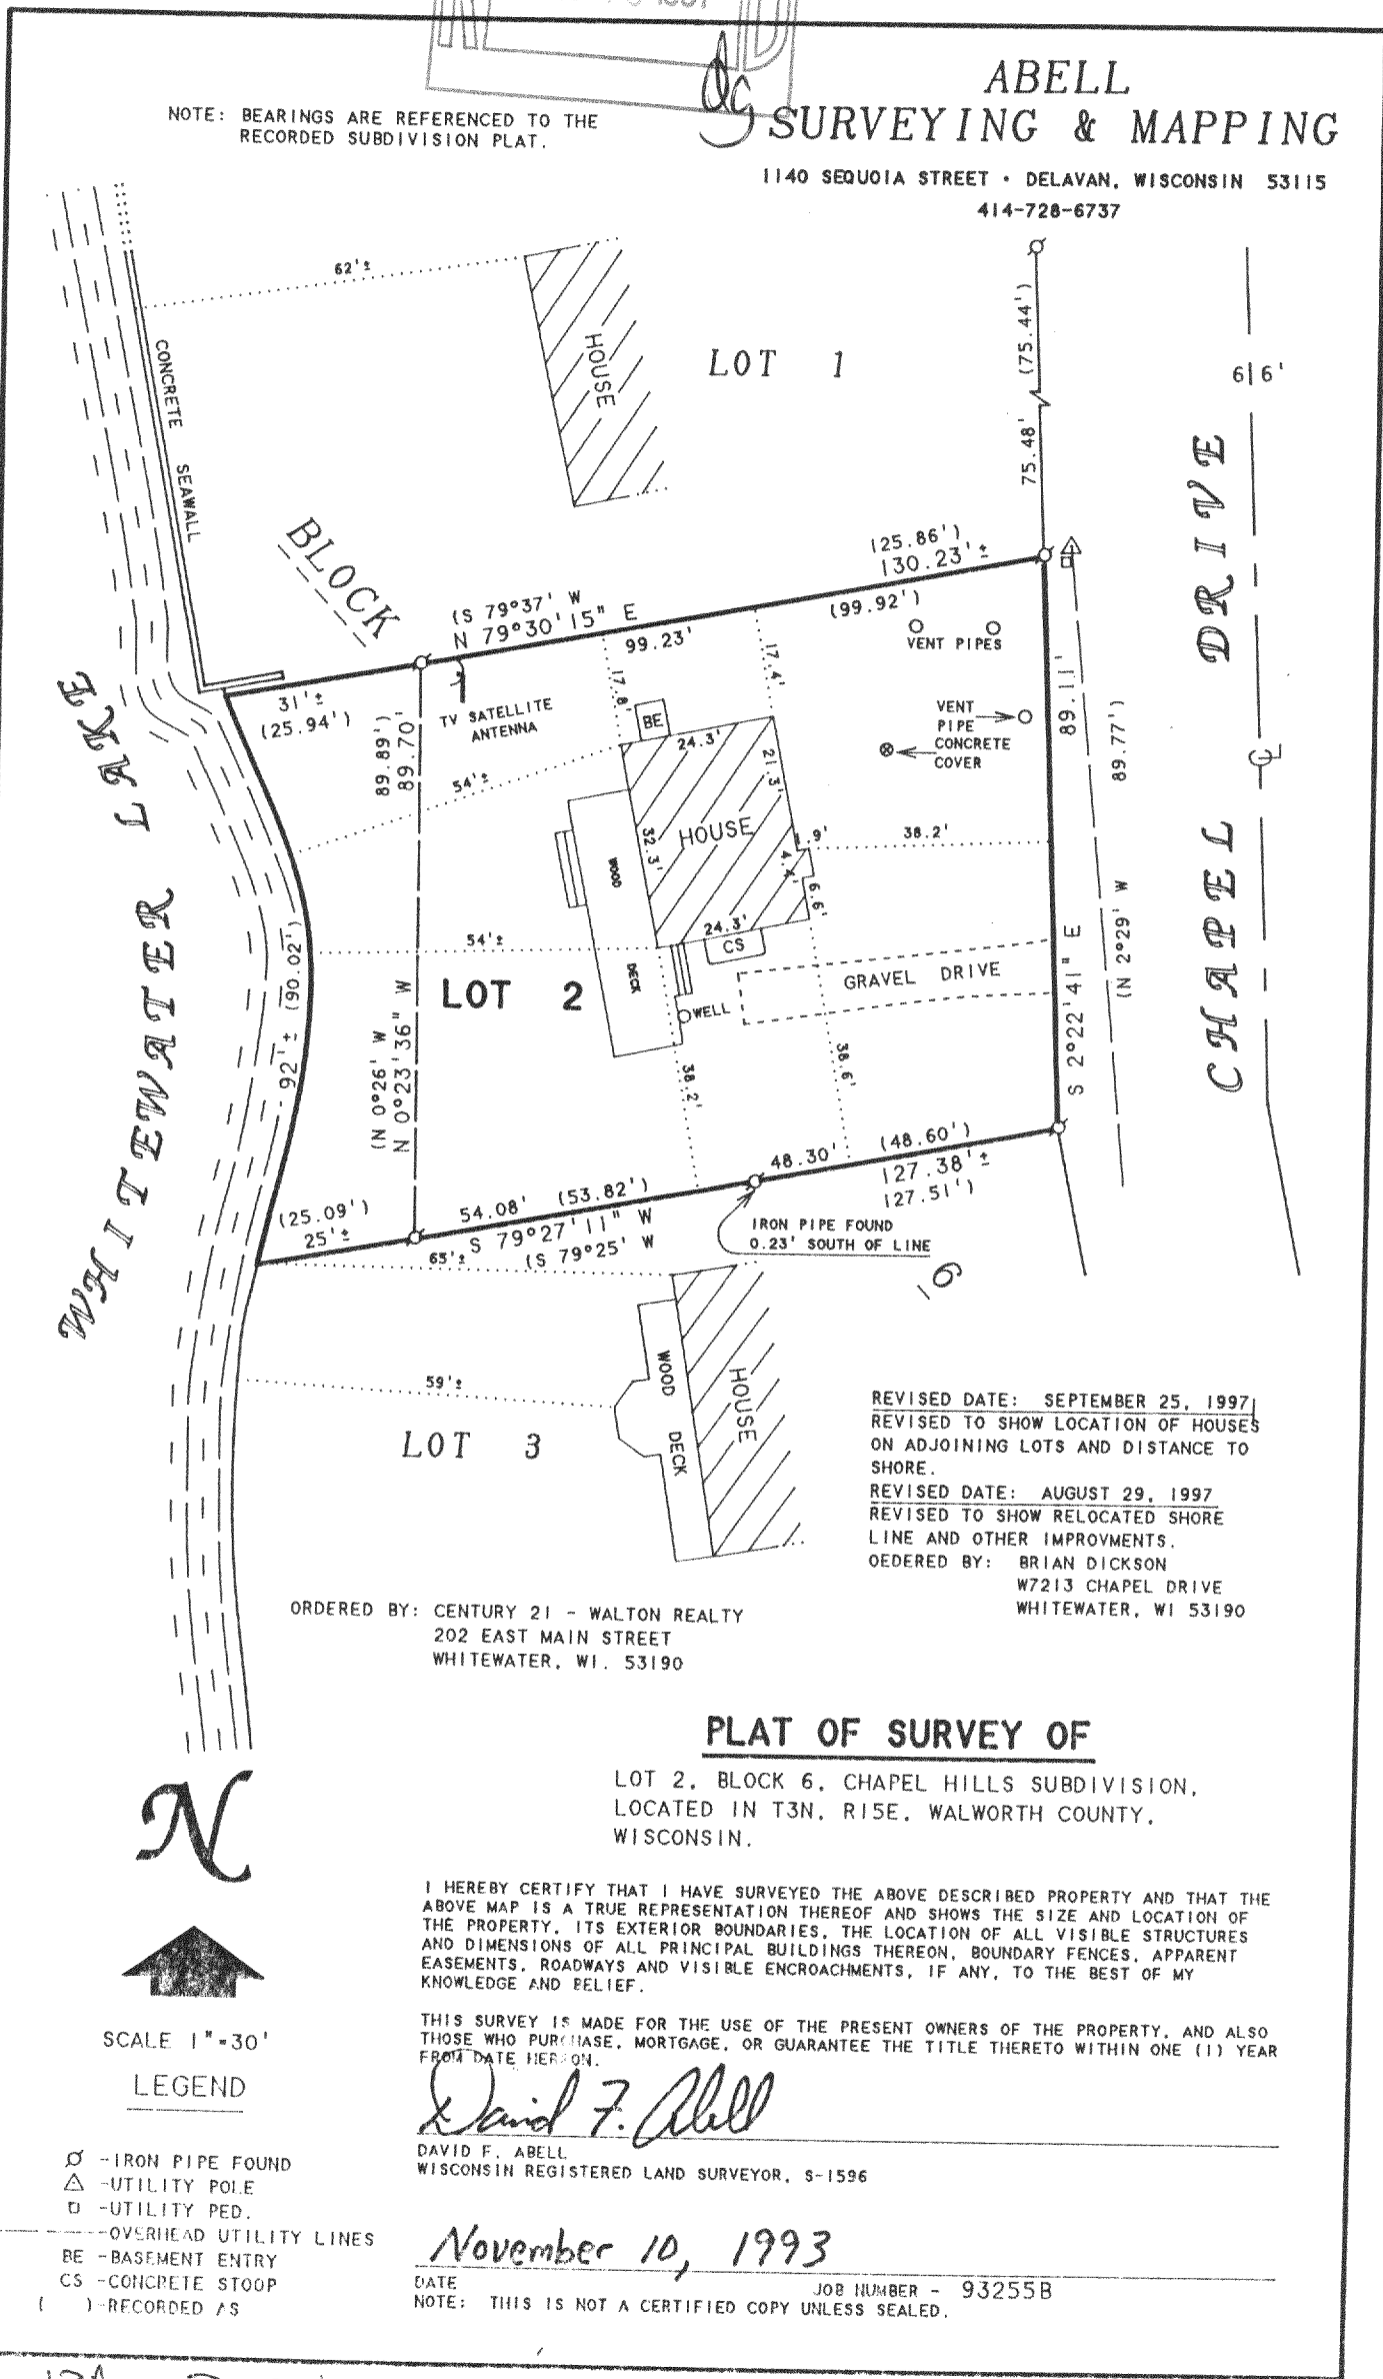 NOTE: BEARINGS ARE REFERENCED TO THE
RECORDED SUBDIVISION PLAT.
ABELL
SURVEYING & MAPPING
1140 SEQUOIA STREET • DELAVAN, WISCONSIN 53115
414-728-6737
62'±
CONCRETE SEAWALL
HOUSE
LOT 1
(75.44')
75.48'
6|6'
CHAPEL DRIVE
BLOCK
(S 79°37' W
N 79°30'15" E
99.23'
(25.86')
130.23'±
(99.92')
VENT PIPES
VENT
PIPE
CONCRETE
COVER
31'±
(25.94')
TV SATELLITE
ANTENNA
17.8'
17.4'
BE
24.3'
21.3'
HOUSE
32.3'
.9'
4.4'
6.6'
38.2'
89.11'
89.77')
89.89')
89.70'
54'±
WOOD
DECK
24.3'
CS
54'±
LOT 2
WELL
GRAVEL DRIVE
S 2°22'41" E
(N 2°29' W
WHITEWATER LAKE
92'± (90.02')
(N 0°26' W
N 0°23'36" W
38.2'
38.6'
(25.09')
25'±
54.08' (53.82')
S 79°27'11" W
(S 79°25' W
48.30' (48.60')
127.38'±
(127.51')
65'±
IRON PIPE FOUND
0.23' SOUTH OF LINE
6
59'±
WOOD DECK
HOUSE
LOT 3
REVISED DATE: SEPTEMBER 25, 1997
REVISED TO SHOW LOCATION OF HOUSES
ON ADJOINING LOTS AND DISTANCE TO
SHORE.
REVISED DATE: AUGUST 29, 1997
REVISED TO SHOW RELOCATED SHORE
LINE AND OTHER IMPROVMENTS.
OEDERED BY: BRIAN DICKSON
W7213 CHAPEL DRIVE
WHITEWATER, WI 53190
ORDERED BY: CENTURY 21 - WALTON REALTY
202 EAST MAIN STREET
WHITEWATER, WI. 53190
PLAT OF SURVEY OF
LOT 2, BLOCK 6, CHAPEL HILLS SUBDIVISION,
LOCATED IN T3N, R15E, WALWORTH COUNTY,
WISCONSIN.
N
I HEREBY CERTIFY THAT I HAVE SURVEYED THE ABOVE DESCRIBED PROPERTY AND THAT THE
ABOVE MAP IS A TRUE REPRESENTATION THEREOF AND SHOWS THE SIZE AND LOCATION OF
THE PROPERTY, ITS EXTERIOR BOUNDARIES, THE LOCATION OF ALL VISIBLE STRUCTURES
AND DIMENSIONS OF ALL PRINCIPAL BUILDINGS THEREON, BOUNDARY FENCES, APPARENT
EASEMENTS, ROADWAYS AND VISIBLE ENCROACHMENTS, IF ANY, TO THE BEST OF MY
KNOWLEDGE AND BELIEF.
THIS SURVEY IS MADE FOR THE USE OF THE PRESENT OWNERS OF THE PROPERTY, AND ALSO
THOSE WHO PURCHASE, MORTGAGE, OR GUARANTEE THE TITLE THERETO WITHIN ONE (1) YEAR
FROM DATE HEREON.
David F. Abell
DAVID F. ABELL
WISCONSIN REGISTERED LAND SURVEYOR, S-1596
November 10, 1993
DATE
JOB NUMBER - 93255B
NOTE: THIS IS NOT A CERTIFIED COPY UNLESS SEALED.
SCALE 1"=30'
LEGEND
-IRON PIPE FOUND
-UTILITY POLE
-UTILITY PED.
-OVERHEAD UTILITY LINES
BE -BASEMENT ENTRY
CS -CONCRETE STOOP
( )-RECORDED AS